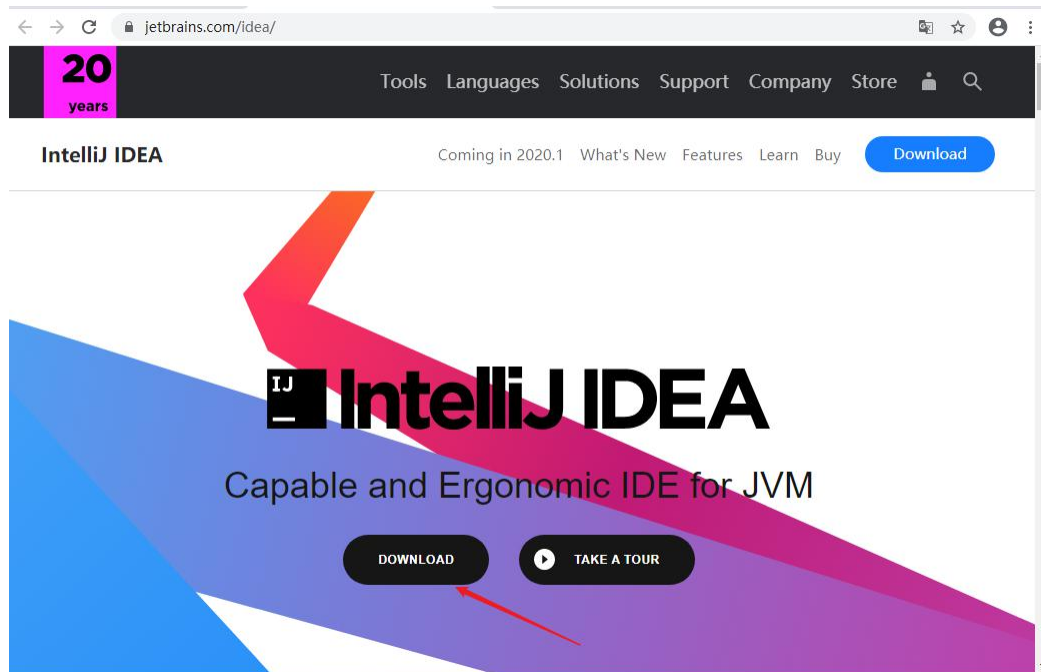 jetbrains.com/idea/
20
years
Tools Languages Solutions Support Company Store
IntelliJ IDEA
Coming in 2020.1 What's New Features Learn Buy Download
IJ
IntelliJ IDEA
Capable and Ergonomic IDE for JVM
DOWNLOAD TAKE A TOUR